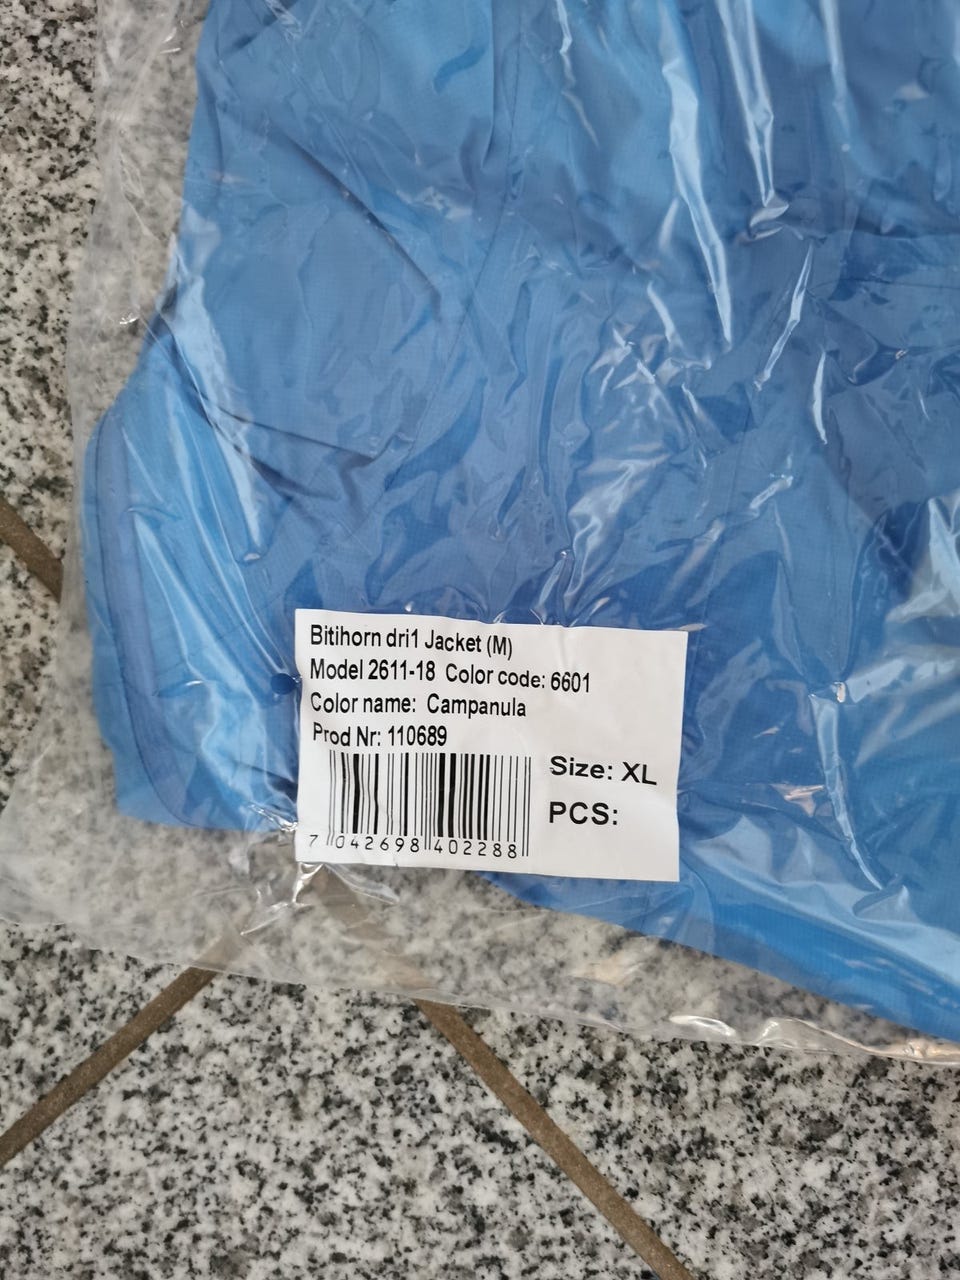 Bitihorn dri1 Jacket (M)
Model 2611-18 Color code: 6601
Color name: Campanula
Prod Nr: 110689
Size: XL
PCS:
7 042698 402288